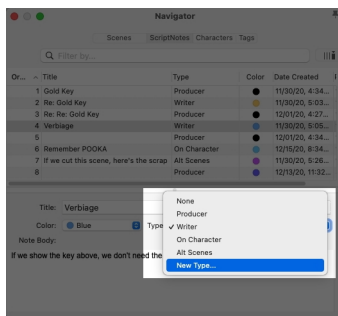 Navigator
Scenes ScriptNotes Characters Tags
Filter by...
Or... Title Type Color Date Created
1 Gold Key Producer 11/30/20, 4:34...
2 Re: Gold Key Writer 11/30/20, 5:03...
3 Re: Re: Gold Key Producer 12/01/20, 4:27...
4 Verbiage Writer 11/30/20, 5:05...
5 Producer 12/01/20, 4:34...
6 Remember POOKA On Character 12/15/20, 8:34...
7 If we cut this scene, here's the scrap Alt Scenes 11/30/20, 5:26...
8 Producer 12/13/20, 11:32...
Title: Verbiage
Color: Blue Type
Note Body:
If we show the key above, we don't need the
None
Producer
✓ Writer
On Character
Alt Scenes
New Type...